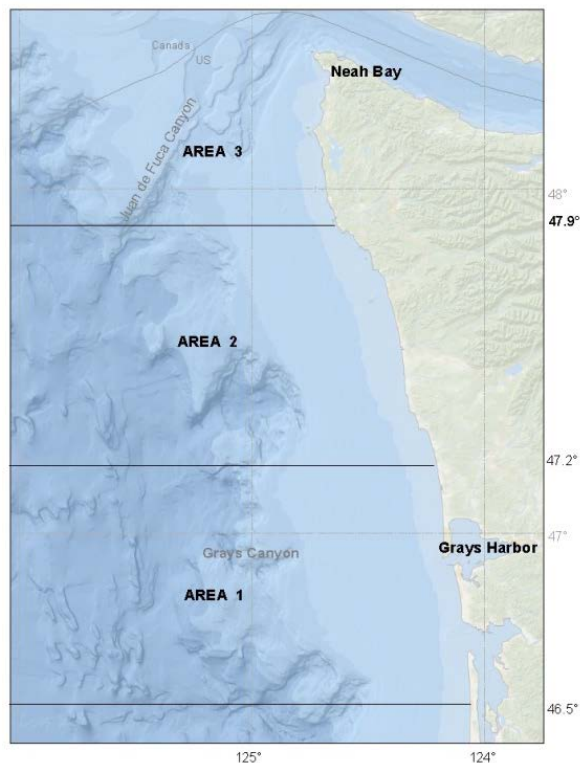 Canada
US
Neah Bay
Juan de Fuca Canyon
AREA 3
48°
47.9°
AREA 2
47.2°
47°
Grays Harbor
Grays Canyon
AREA 1
46.5°
125°
124°